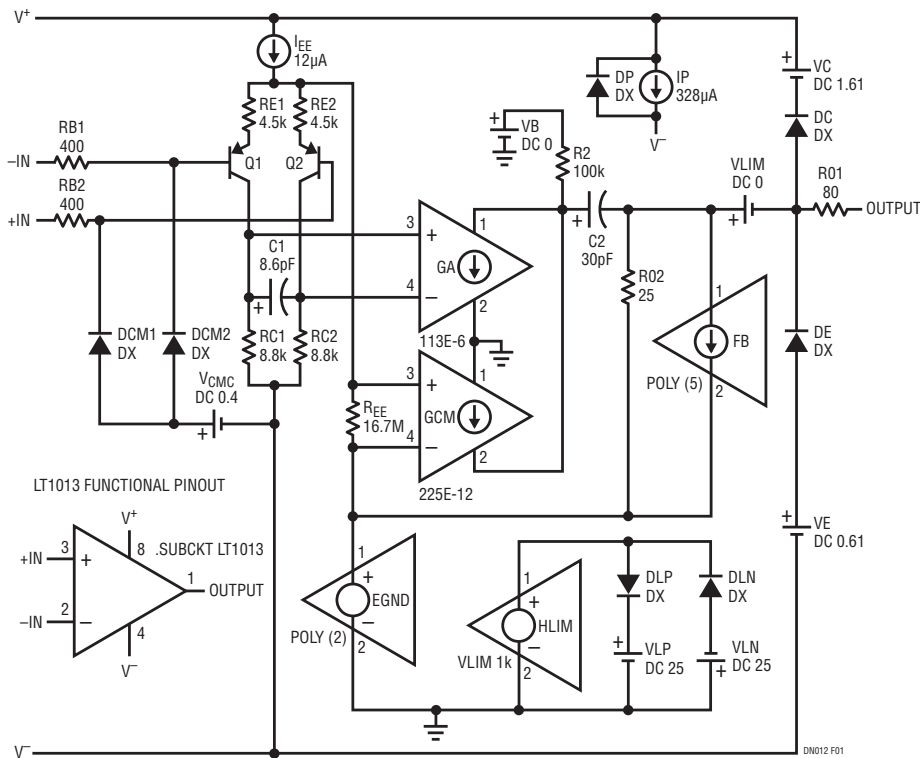 V+
IEE
12µA
RE1
4.5k
RE2
4.5k
DP
DX
IP
328µA
V–
VC
DC 1.61
DC
DX
+
+
VB
DC 0
R2
100k
RB1
400
–IN
RB2
400
+IN
Q1
Q2
VLIM
DC 0
+
R01
80
OUTPUT
3
+
1
GA
4
–
2
113E-6
+
C2
30pF
R02
25
C1
8.6pF
+
RC1
8.8k
RC2
8.8k
DCM1
DX
DCM2
DX
VCMC
DC 0.4
+
3
+
1
GCM
4
–
2
225E-12
REE
16.7M
1
FB
2
POLY (5)
DE
DX
+
VE
DC 0.61
LT1013 FUNCTIONAL PINOUT
V+
8
.SUBCKT LT1013
+IN
3
+
1
OUTPUT
–IN
2
–
4
V–
1
+
EGND
–
2
POLY (2)
1
+
HLIM
–
2
VLIM 1k
DLP
DX
DLN
DX
+
VLP
DC 25
VLN
DC 25
+
V–
DN012 F01